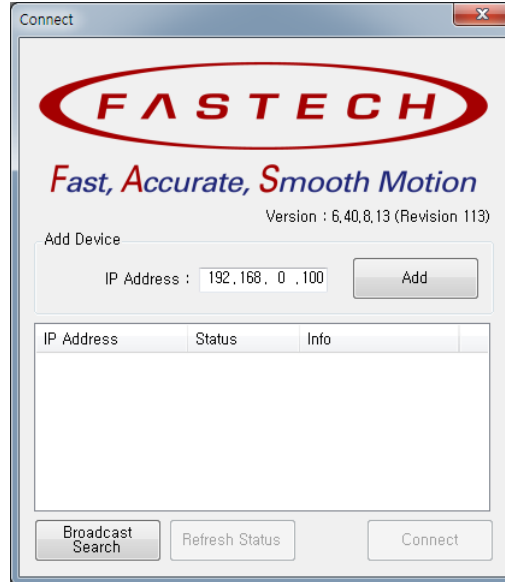 Connect
FASTECH
Fast, Accurate, Smooth Motion
Version : 6,40,8,13 (Revision 113)
Add Device
IP Address : 192,168, 0 ,100 Add
IP Address Status Info
Broadcast
Search
Refresh Status
Connect